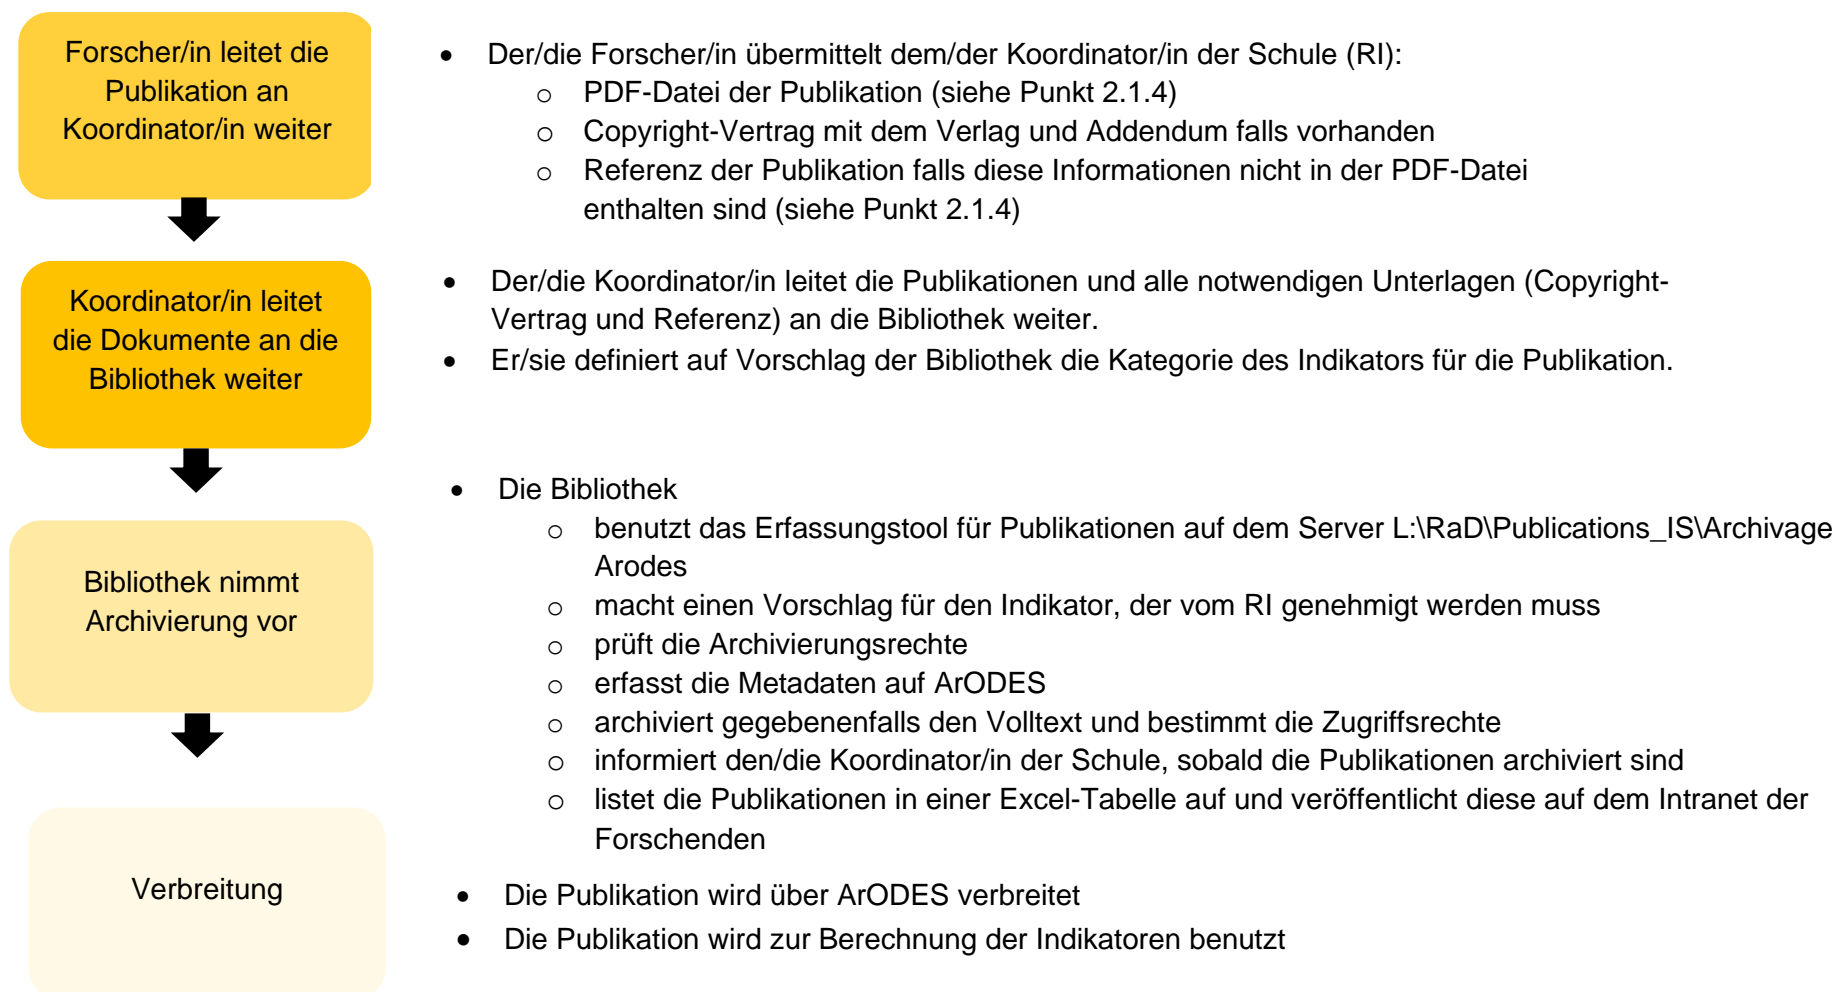 Forscher/in leitet die
Publikation an
Koordinator/in weiter
• Der/die Forscher/in übermittelt dem/der Koordinator/in der Schule (RI):
o PDF-Datei der Publikation (siehe Punkt 2.1.4)
o Copyright-Vertrag mit dem Verlag und Addendum falls vorhanden
o Referenz der Publikation falls diese Informationen nicht in der PDF-Datei
enthalten sind (siehe Punkt 2.1.4)
Koordinator/in leitet
die Dokumente an die
Bibliothek weiter
• Der/die Koordinator/in leitet die Publikationen und alle notwendigen Unterlagen (Copyright-
Vertrag und Referenz) an die Bibliothek weiter.
• Er/sie definiert auf Vorschlag der Bibliothek die Kategorie des Indikators für die Publikation.
Bibliothek nimmt
Archivierung vor
• Die Bibliothek
o benutzt das Erfassungstool für Publikationen auf dem Server L:\RaD\Publications_IS\Archivage
Arodes
o macht einen Vorschlag für den Indikator, der vom RI genehmigt werden muss
o prüft die Archivierungsrechte
o erfasst die Metadaten auf ArODES
o archiviert gegebenenfalls den Volltext und bestimmt die Zugriffsrechte
o informiert den/die Koordinator/in der Schule, sobald die Publikationen archiviert sind
o listet die Publikationen in einer Excel-Tabelle auf und veröffentlicht diese auf dem Intranet der
Forschenden
Verbreitung
• Die Publikation wird über ArODES verbreitet
• Die Publikation wird zur Berechnung der Indikatoren benutzt